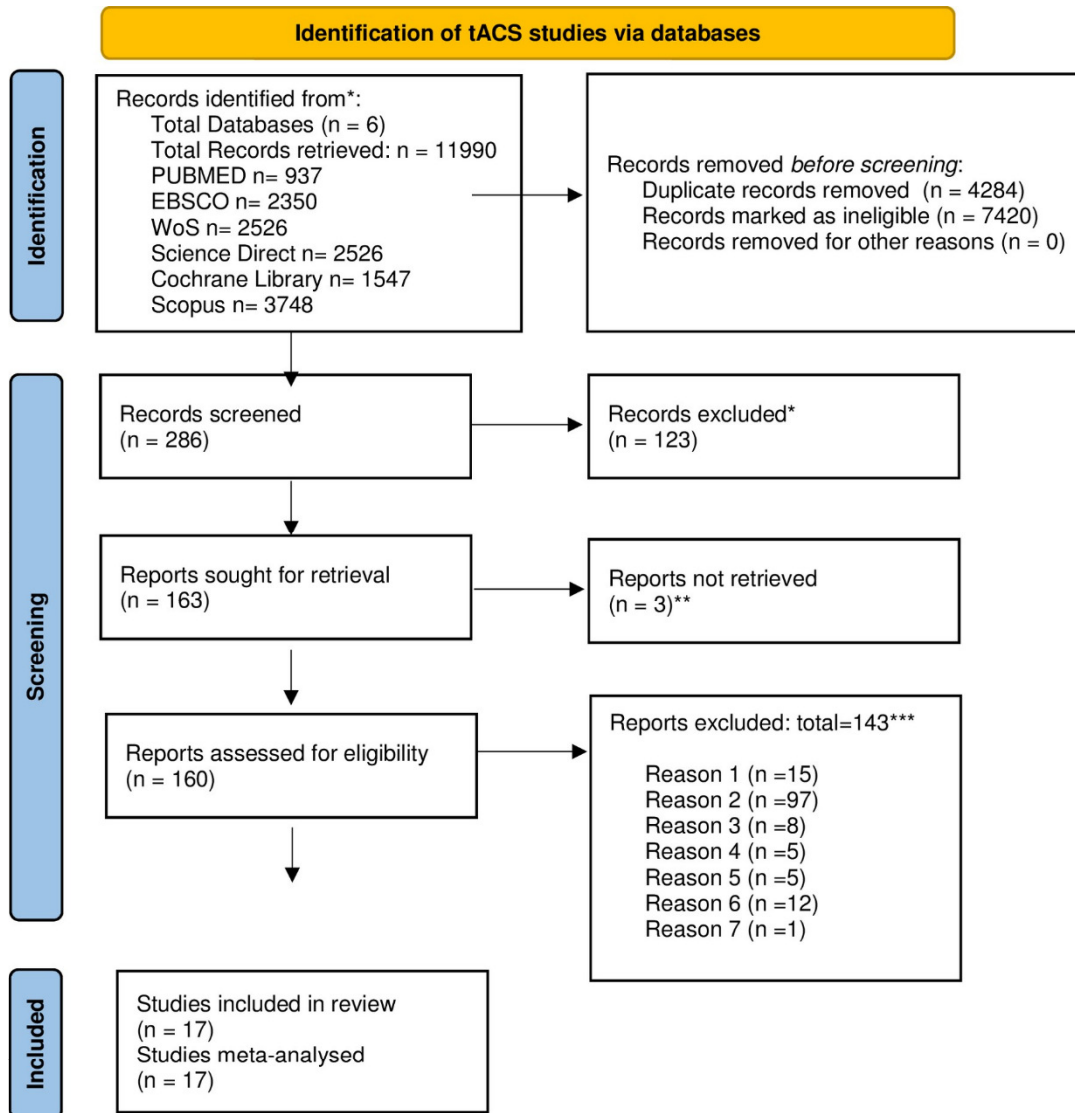 Identification of tACS studies via databases
Identification
Records identified from*:
Total Databases (n = 6)
Total Records retrieved: n = 11990
PUBMED n= 937
EBSCO n= 2350
WoS n= 2526
Science Direct n= 2526
Cochrane Library n= 1547
Scopus n= 3748
Records removed before screening:
Duplicate records removed (n = 4284)
Records marked as ineligible (n = 7420)
Records removed for other reasons (n = 0)
Screening
Records screened
(n = 286)
Records excluded*
(n = 123)
Reports sought for retrieval
(n = 163)
Reports not retrieved
(n = 3)**
Reports assessed for eligibility
(n = 160)
Reports excluded: total=143***
Reason 1 (n =15)
Reason 2 (n =97)
Reason 3 (n =8)
Reason 4 (n =5)
Reason 5 (n =5)
Reason 6 (n =12)
Reason 7 (n =1)
Included
Studies included in review
(n = 17)
Studies meta-analysed
(n = 17)